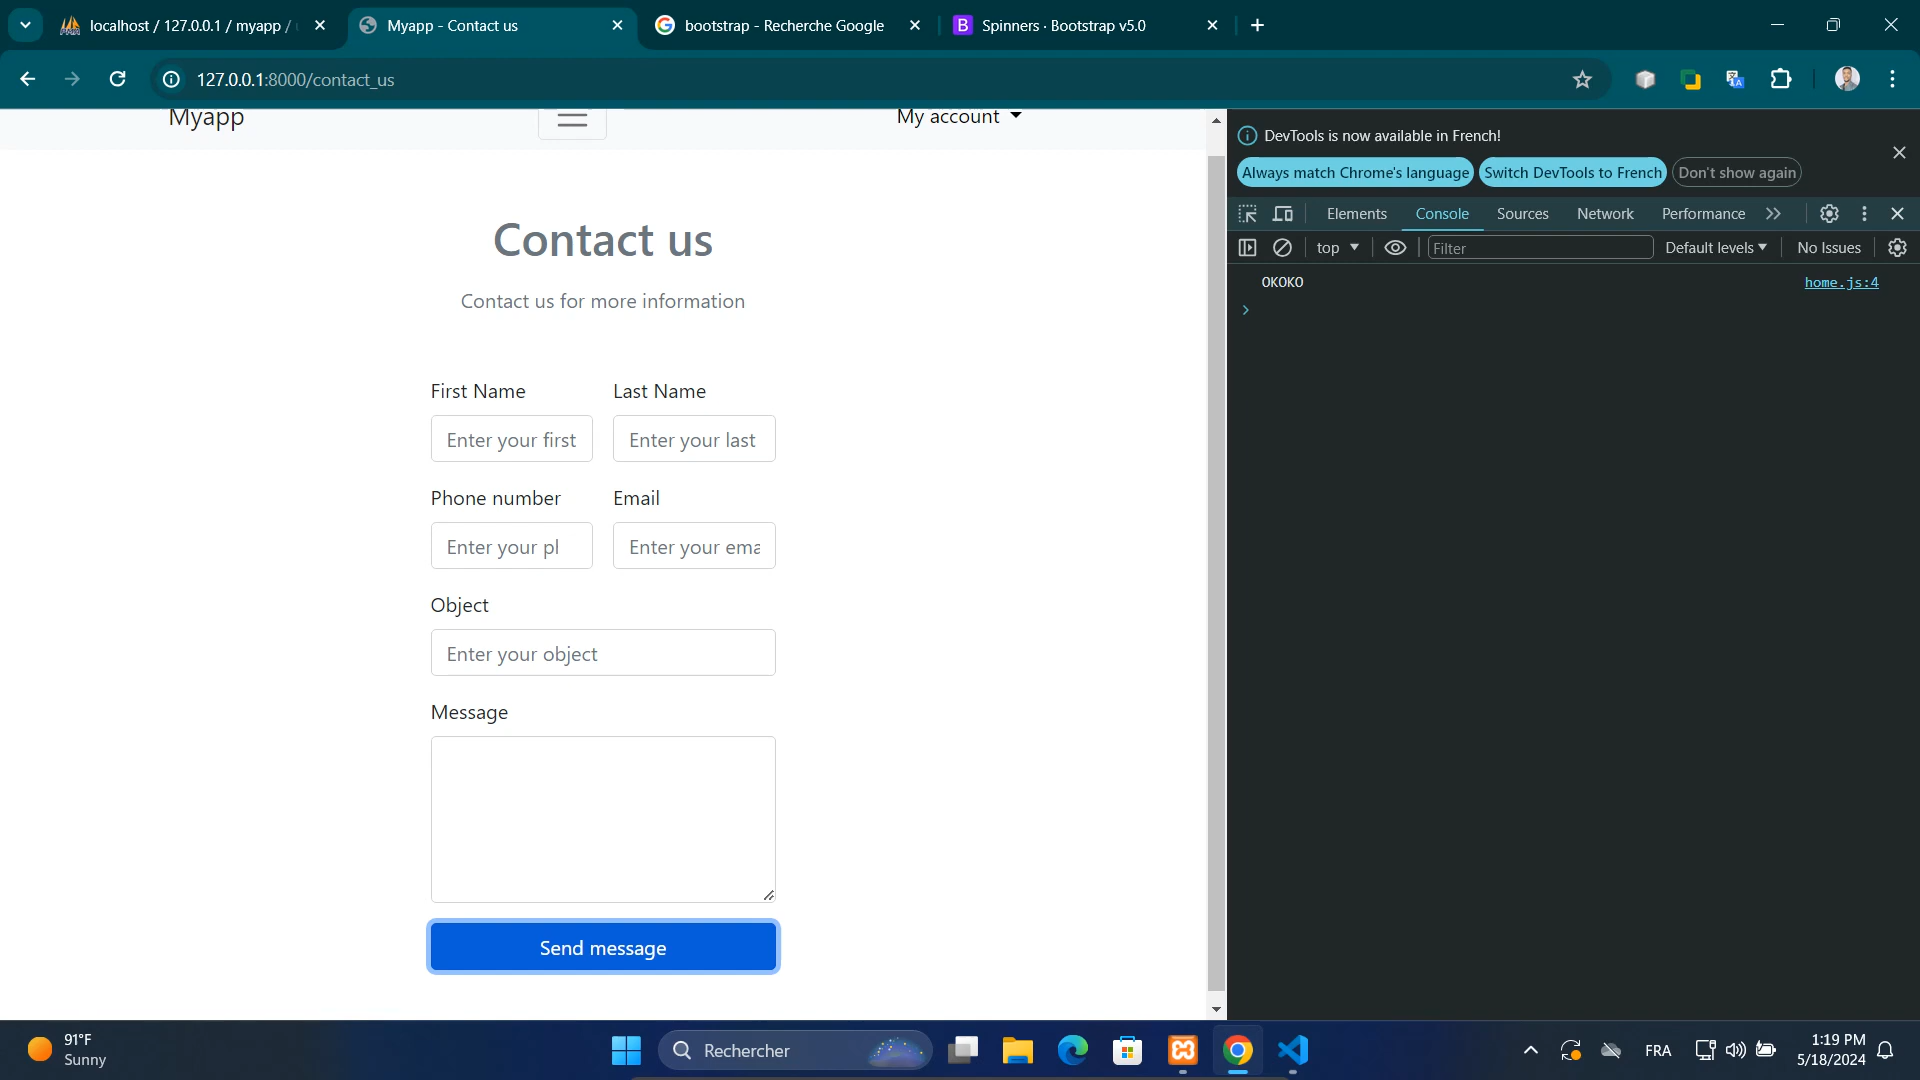 localhost / 127.0.0.1 / myapp /
Myapp - Contact us
bootstrap - Recherche Google
Spinners · Bootstrap v5.0
127.0.0.1:8000/contact_us
Myapp
My account
Contact us
Contact us for more information
First Name
Last Name
Enter your first
Enter your last
Phone number
Email
Enter your pl
Enter your ema
Object
Enter your object
Message
Send message
DevTools is now available in French!
Always match Chrome's language
Switch DevTools to French
Don't show again
Elements
Console
Sources
Network
Performance
top
Filter
Default levels
No Issues
OKOKO
home.js:4
91°F
Sunny
Rechercher
FRA
1:19 PM
5/18/2024